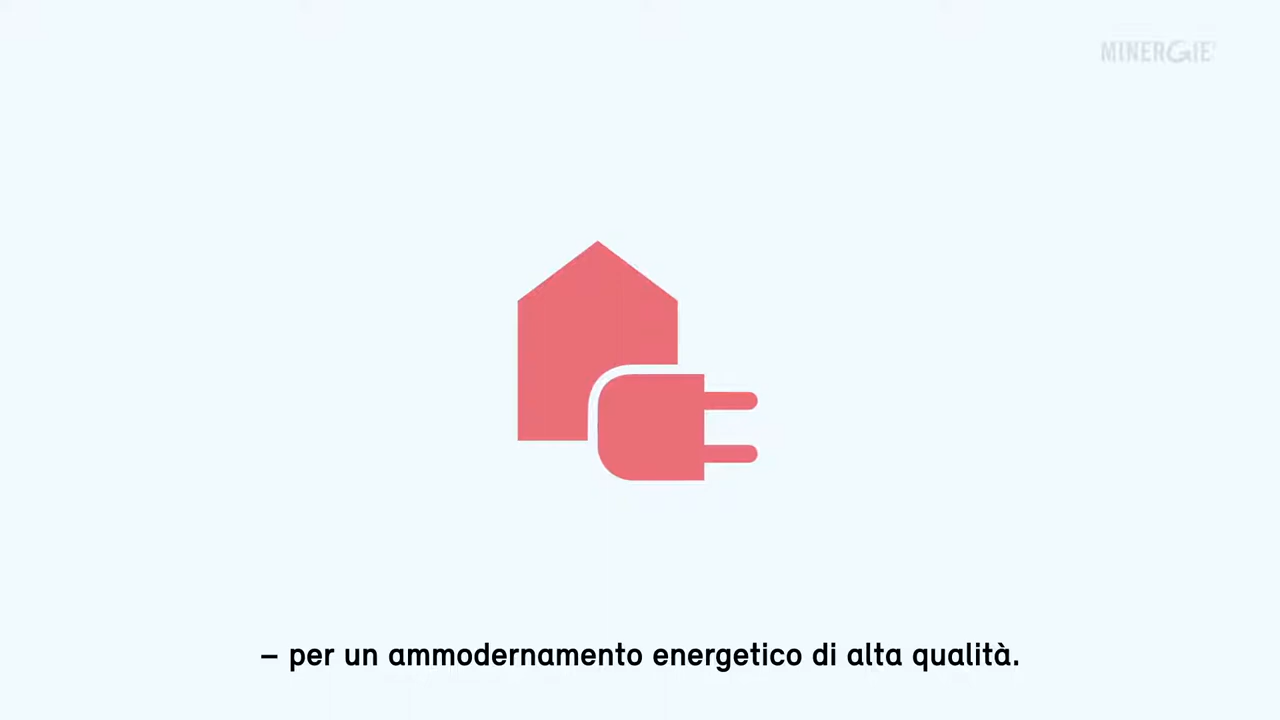 MINERGIE®
– per un ammodernamento energetico di alta qualità.